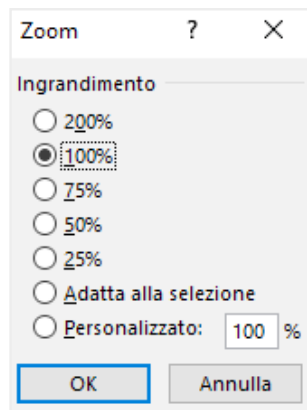 Zoom ? ×
Ingrandimento
200%
100%
75%
50%
25%
Adatta alla selezione
Personalizzato: 100 %
OK Annulla